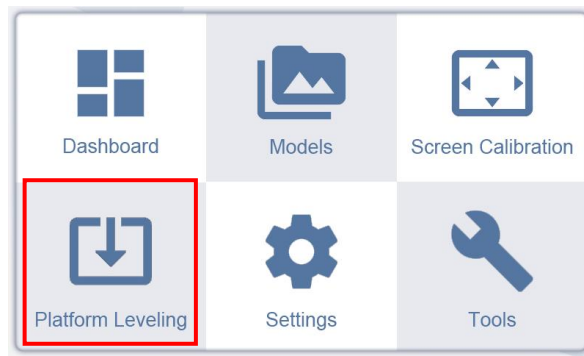 Dashboard
Models
Screen Calibration
Platform Leveling
Settings
Tools